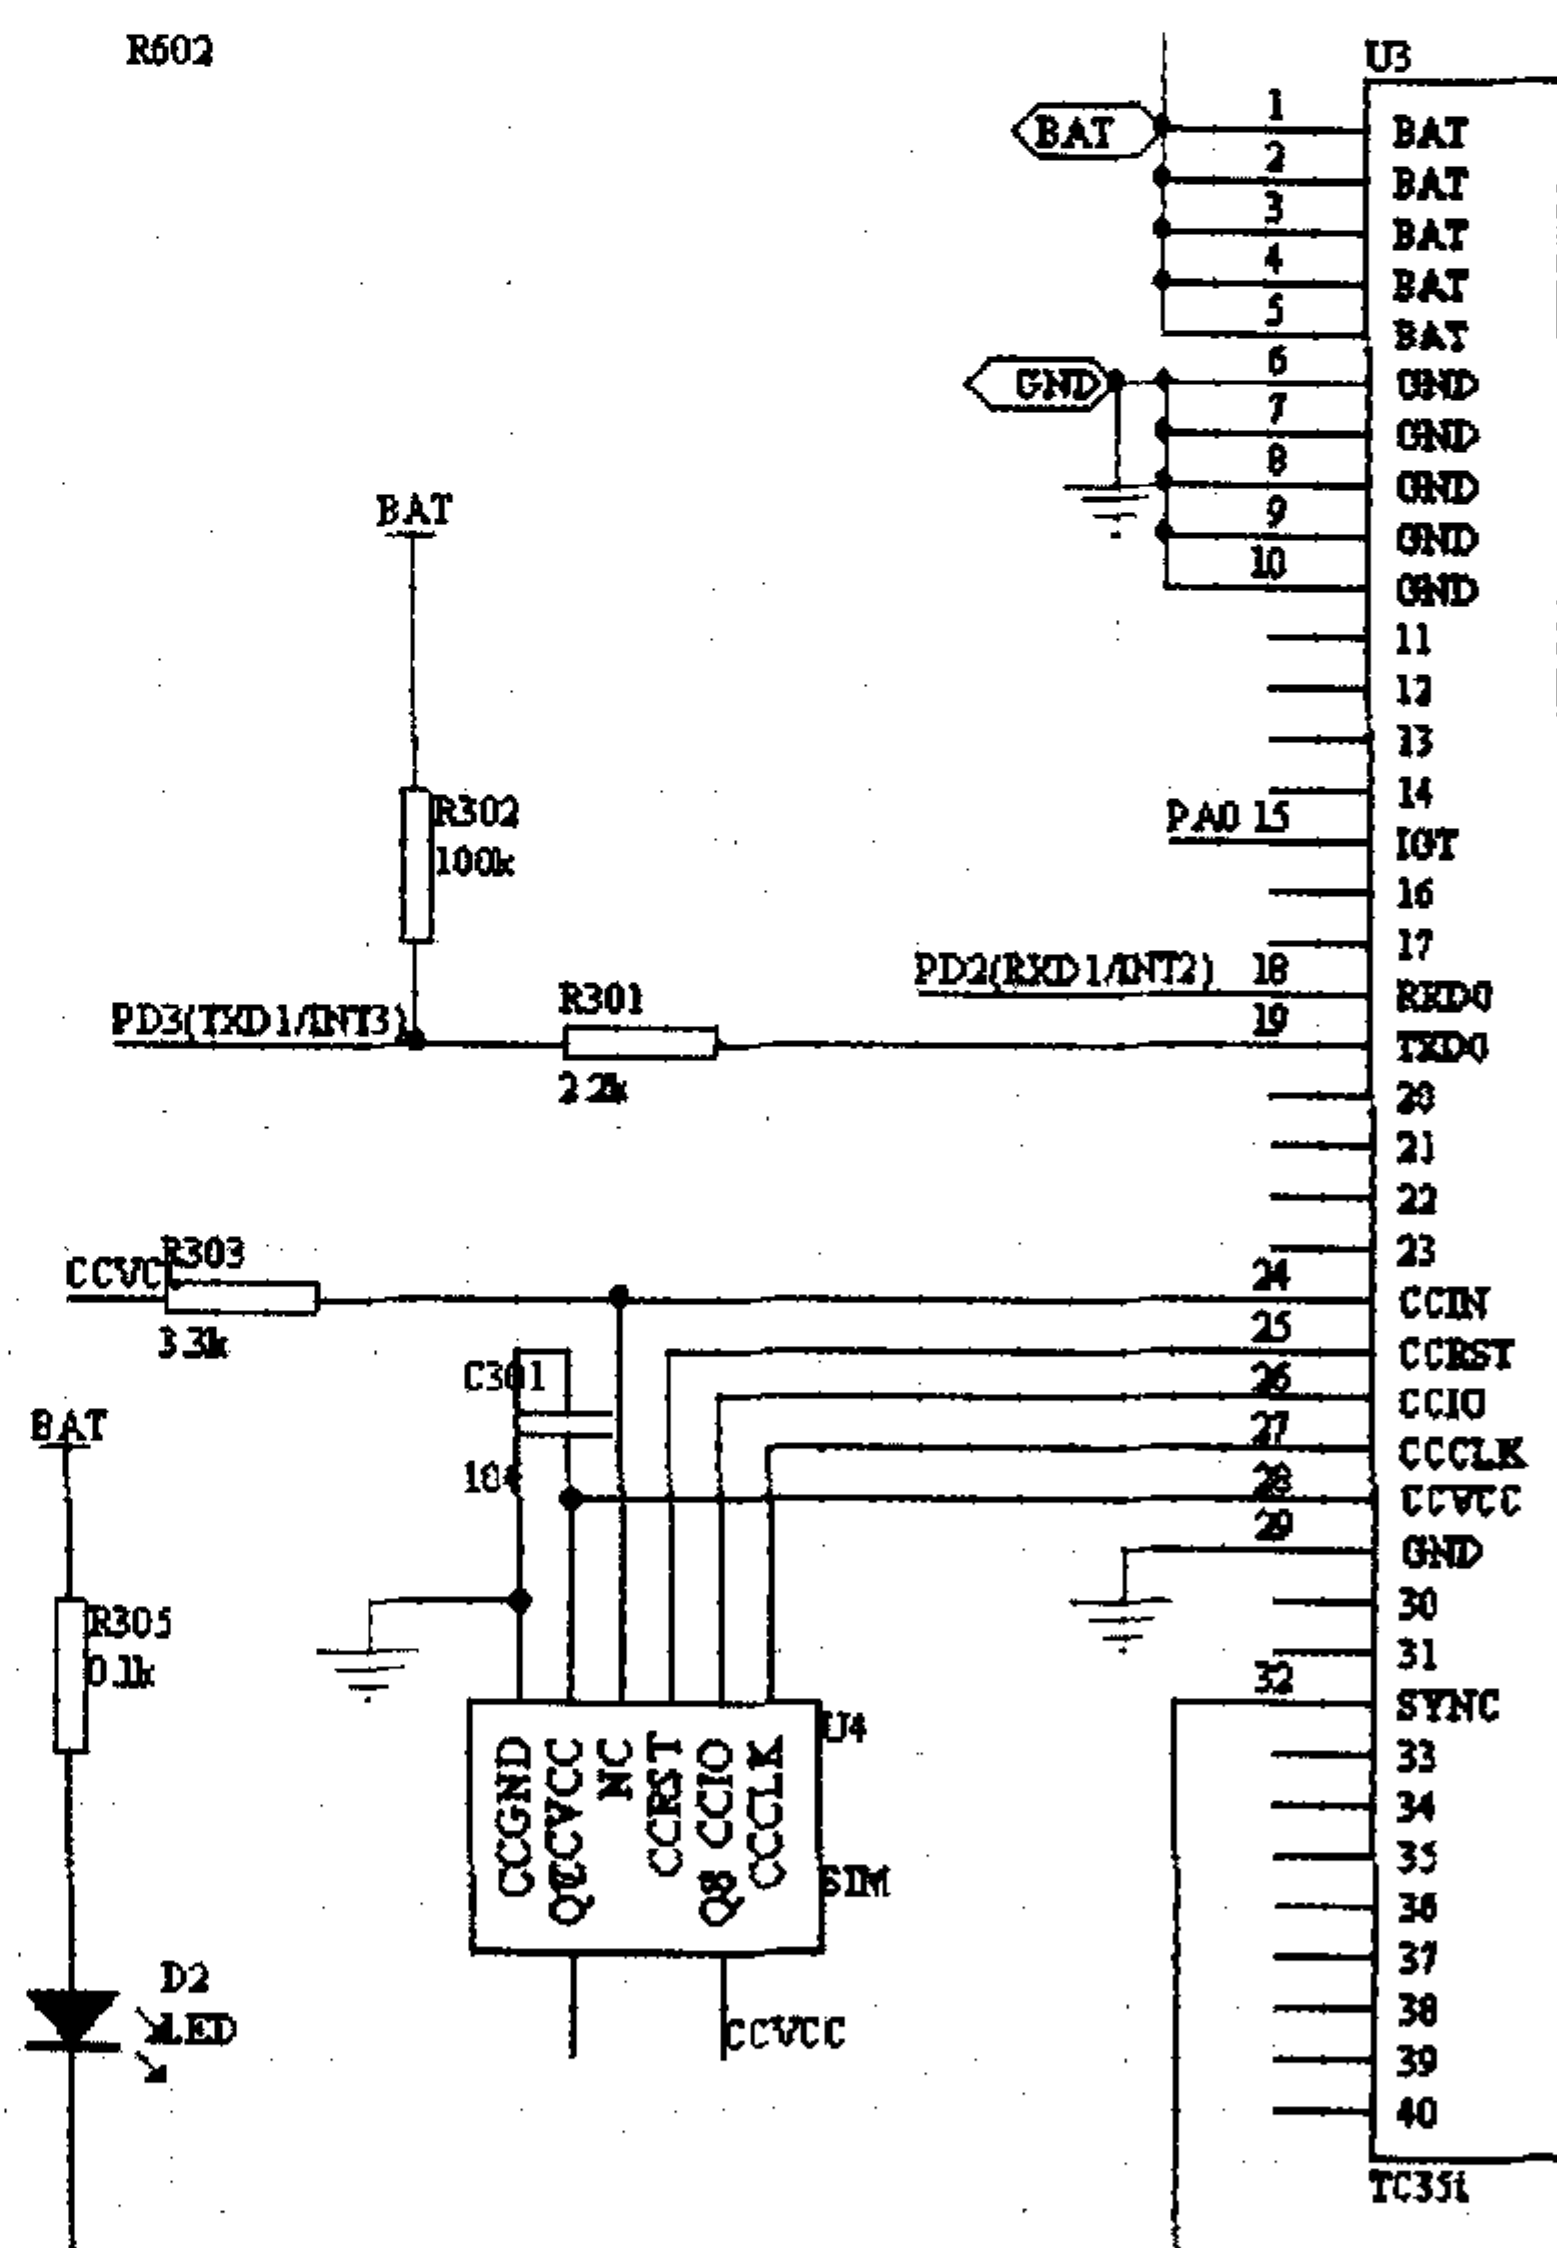 R602
U3
1
BAT
BAT
2
BAT
3
BAT
4
BAT
5
BAT
6
GND
GND
7
GND
8
GND
9
GND
10
GND
11
12
13
14
BAT
R302
100k
PA0 15
IGT
16
17
PD2(RXD1/INT2) 18
RXD0
PD3(TXD1/INT3)
R301
2.2k
19
TXD0
20
21
22
23
CCVC
R303
3.3k
24
CCIN
25
CCRST
C301
26
CCIO
27
CCCLK
104
28
CCVCC
29
GND
30
31
32
SYNC
33
34
35
36
37
38
39
40
TC35i
BAT
R305
0.1k
D2
LED
U4
SIM
CCGND
CCVCC
NC
CCRST
CCIO
CCCLK
CCVCC